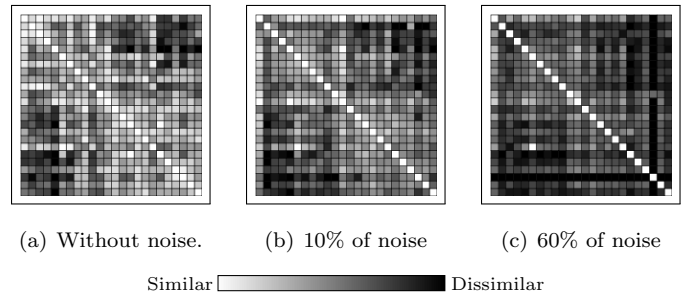 (a) Without noise.
(b) 10% of noise
(c) 60% of noise
Similar
Dissimilar